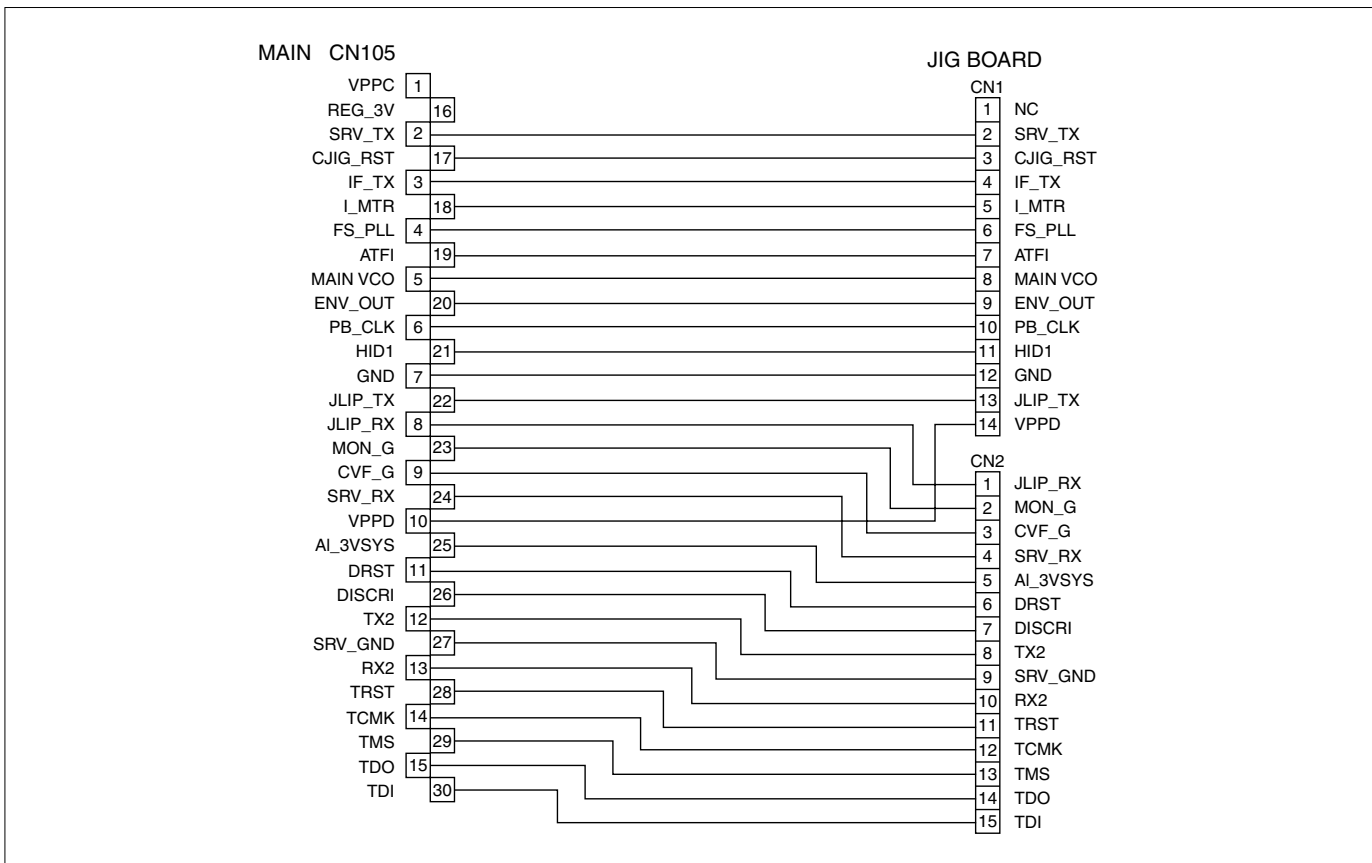 MAIN CN105
VPPC 1
REG_3V 16
SRV_TX 2
CJIG_RST 17
IF_TX 3
I_MTR 18
FS_PLL 4
ATFI 19
MAIN VCO 5
ENV_OUT 20
PB_CLK 6
HID1 21
GND 7
JLIP_TX 22
JLIP_RX 8
MON_G 23
CVF_G 9
SRV_RX 24
VPPD 10
AI_3VSYS 25
DRST 11
DISCRI 26
TX2 12
SRV_GND 27
RX2 13
TRST 28
TCMK 14
TMS 29
TDO 15
TDI 30
JIG BOARD
CN1
1 NC
2 SRV_TX
3 CJIG_RST
4 IF_TX
5 I_MTR
6 FS_PLL
7 ATFI
8 MAIN VCO
9 ENV_OUT
10 PB_CLK
11 HID1
12 GND
13 JLIP_TX
14 VPPD
CN2
1 JLIP_RX
2 MON_G
3 CVF_G
4 SRV_RX
5 AI_3VSYS
6 DRST
7 DISCRI
8 TX2
9 SRV_GND
10 RX2
11 TRST
12 TCMK
13 TMS
14 TDO
15 TDI